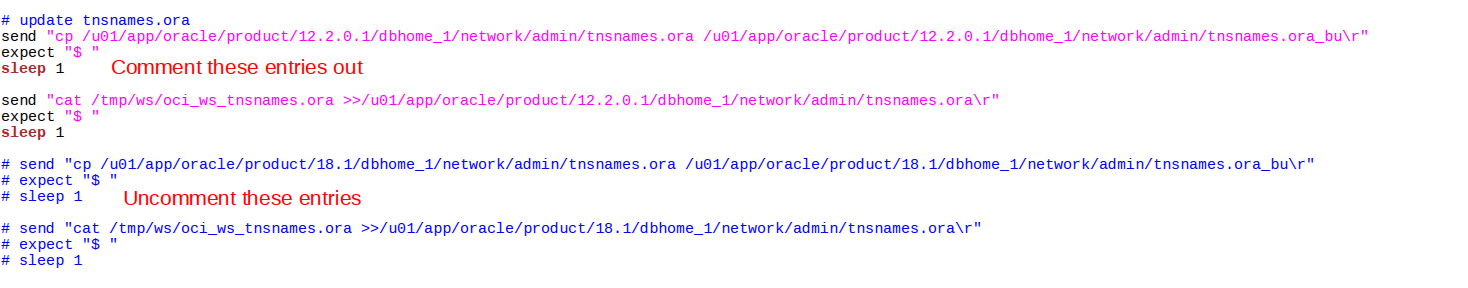 # update tnsnames.ora
send "cp /u01/app/oracle/product/12.2.0.1/dbhome_1/network/admin/tnsnames.ora /u01/app/oracle/product/12.2.0.1/dbhome_1/network/admin/tnsnames.ora_bu\r"
expect "$ "
sleep 1
Comment these entries out
send "cat /tmp/ws/oci_ws_tnsnames.ora >>/u01/app/oracle/product/12.2.0.1/dbhome_1/network/admin/tnsnames.ora\r"
expect "$ "
sleep 1
# send "cp /u01/app/oracle/product/18.1/dbhome_1/network/admin/tnsnames.ora /u01/app/oracle/product/18.1/dbhome_1/network/admin/tnsnames.ora_bu\r"
# expect "$ "
# sleep 1
Uncomment these entries
# send "cat /tmp/ws/oci_ws_tnsnames.ora >>/u01/app/oracle/product/18.1/dbhome_1/network/admin/tnsnames.ora\r"
# expect "$ "
# sleep 1